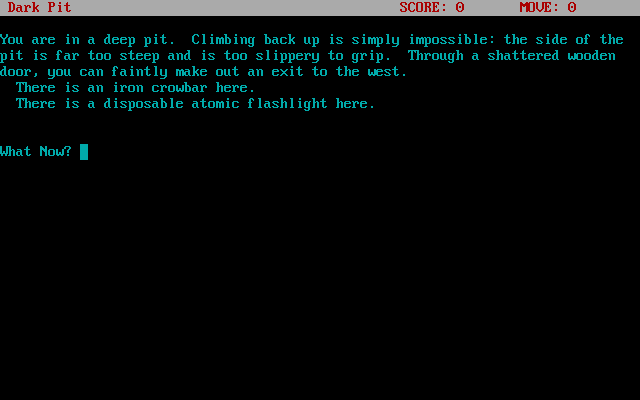 Dark Pit SCORE: 0 MOVE: 0
You are in a deep pit.  Climbing back up is simply impossible: the side of the
pit is far too steep and is too slippery to grip.  Through a shattered wooden
door, you can faintly make out an exit to the west.
There is an iron crowbar here.
There is a disposable atomic flashlight here.
What Now?